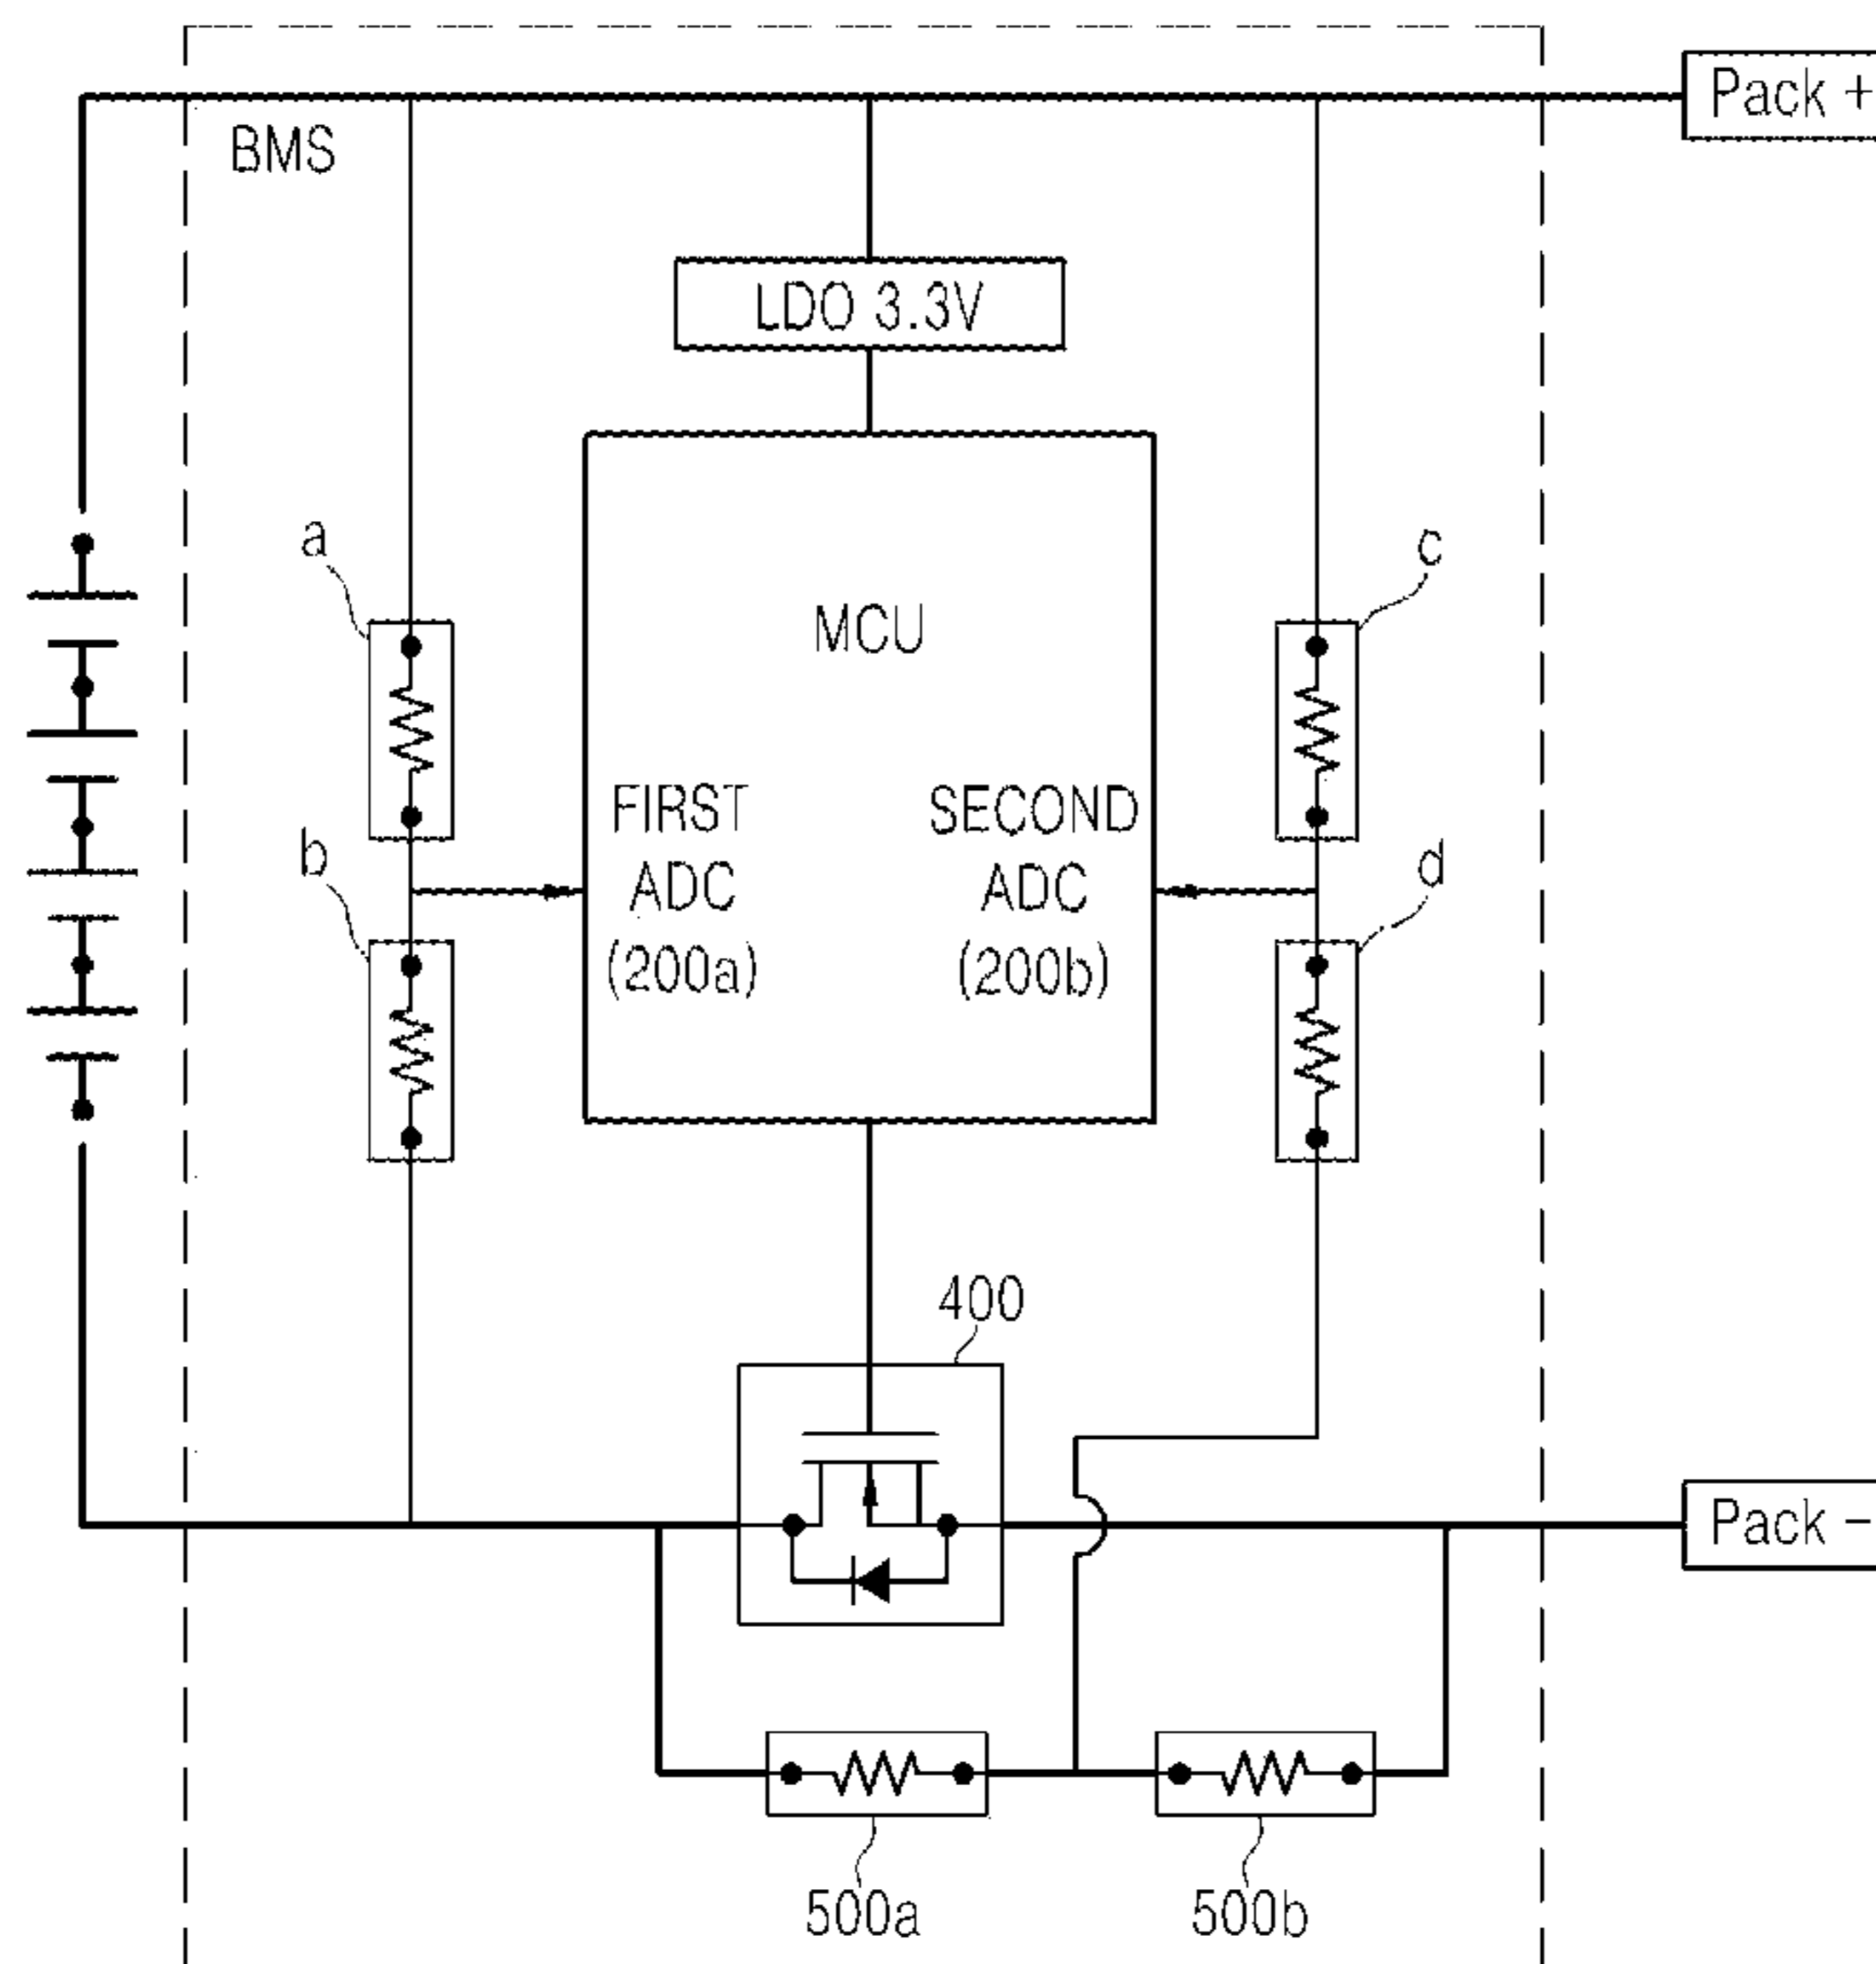 Pack +
BMS
LDO 3.3V
a
c
MCU
FIRST
ADC
(200a)
SECOND
ADC
(200b)
b
d
400
Pack -
500a
500b